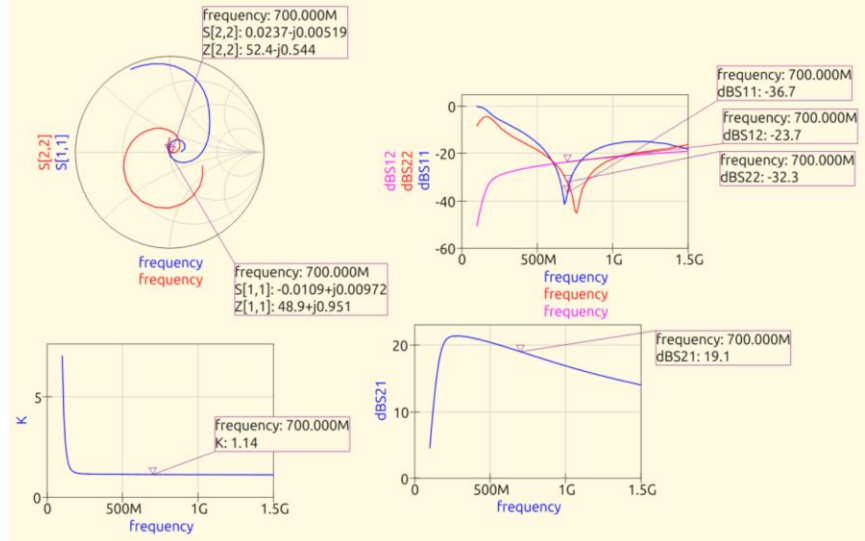 frequency: 700.000M
S[2,2]: 0.0237-j0.00519
Z[2,2]: 52.4-j0.544
S[2,2]
S[1,1]
frequency
frequency
frequency: 700.000M
S[1,1]: -0.0109+j0.00972
Z[1,1]: 48.9+j0.951
frequency: 700.000M
dBS11: -36.7
frequency: 700.000M
dBS12: -23.7
frequency: 700.000M
dBS22: -32.3
dBS12
dBS22
dBS11
0
-20
-40
-60
0 500M 1G 1.5G
frequency
frequency
frequency
K
5
0
frequency: 700.000M
K: 1.14
0 500M 1G 1.5G
frequency
dBS21
20
10
0
frequency: 700.000M
dBS21: 19.1
0 500M 1G 1.5G
frequency